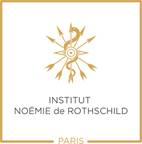 INSTITUT
NOÉMIE de ROTHSCHILD
PARIS